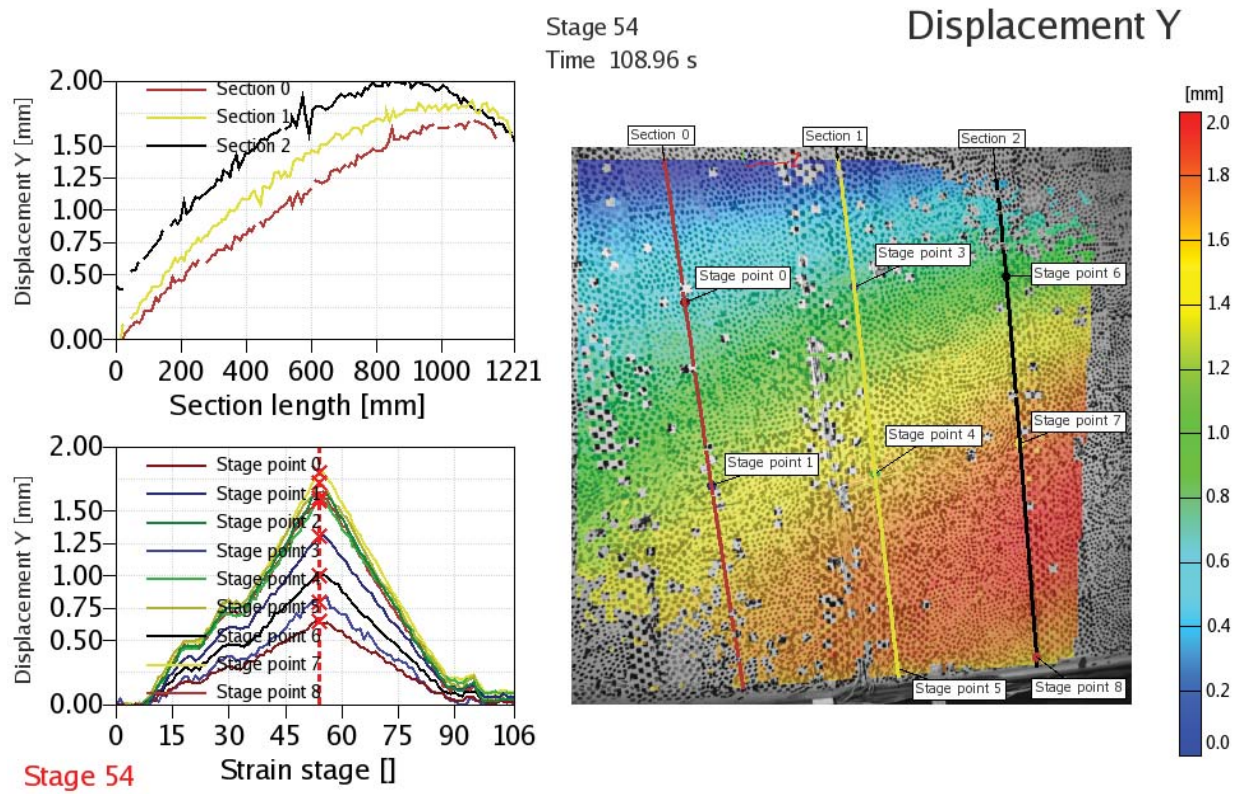 Stage 54
Time 108.96 s
Displacement Y
Displacement Y [mm]
2.00
1.50
1.25
1.00
0.75
0.50
0.00
Section 0
Section 1
Section 2
0 200 400 600 800 1000 1221
Section length [mm]
Displacement Y [mm]
2.00
1.50
1.25
1.00
0.75
0.50
0.00
Stage point 0
Stage point 1
Stage point 2
Stage point 3
Stage point 4
Stage point 5
Stage point 6
Stage point 7
Stage point 8
0 15 30 45 60 75 90 106
Strain stage []
Stage 54
Section 0
Section 1
Section 2
Stage point 3
Stage point 0
Stage point 6
Stage point 7
Stage point 4
Stage point 1
Stage point 5
Stage point 8
[mm]
2.0
1.8
1.6
1.4
1.2
1.0
0.8
0.6
0.4
0.2
0.0